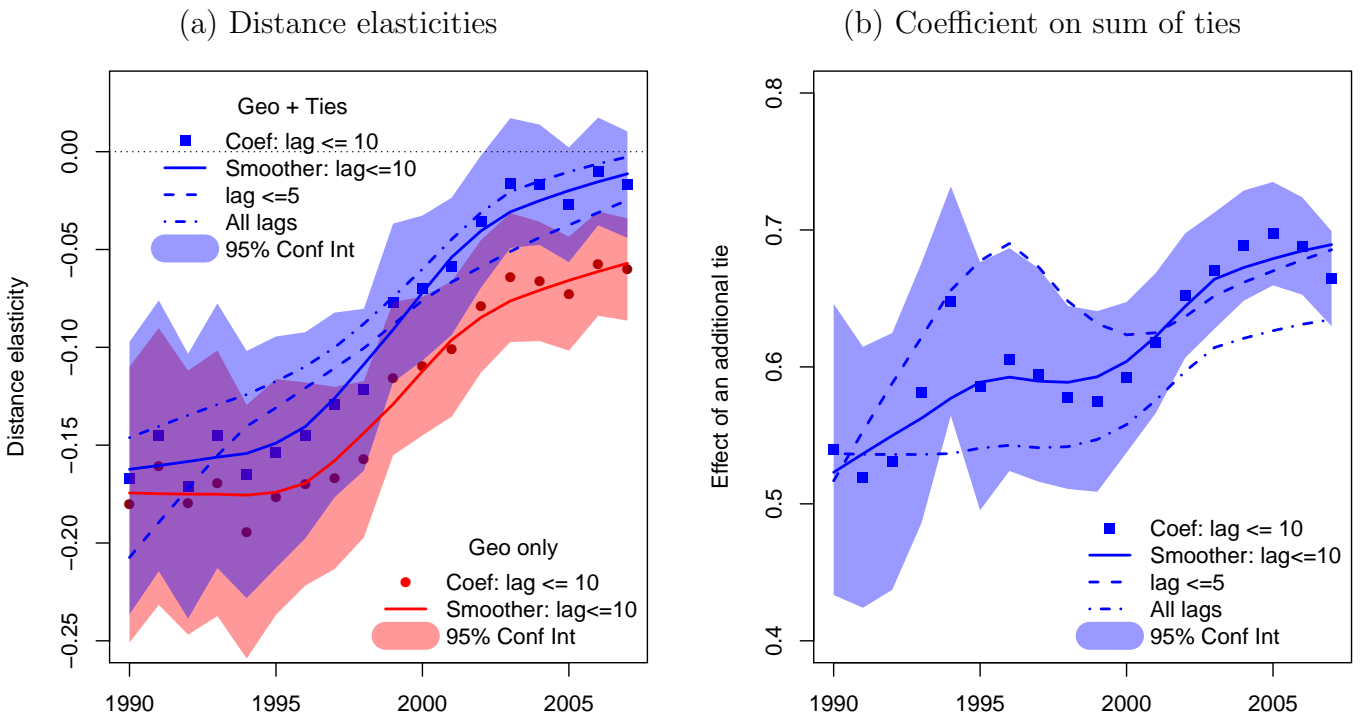 (a) Distance elasticities
Distance elasticity
0.00
−0.05
−0.10
−0.15
−0.20
−0.25
Geo + Ties
Coef: lag <= 10
Smoother: lag<=10
lag <=5
All lags
95% Conf Int
Geo only
Coef: lag <= 10
Smoother: lag<=10
95% Conf Int
1990 1995 2000 2005
(b) Coefficient on sum of ties
Effect of an additional tie
0.8
0.7
0.6
0.5
0.4
Coef: lag <= 10
Smoother: lag<=10
lag <=5
All lags
95% Conf Int
1990 1995 2000 2005